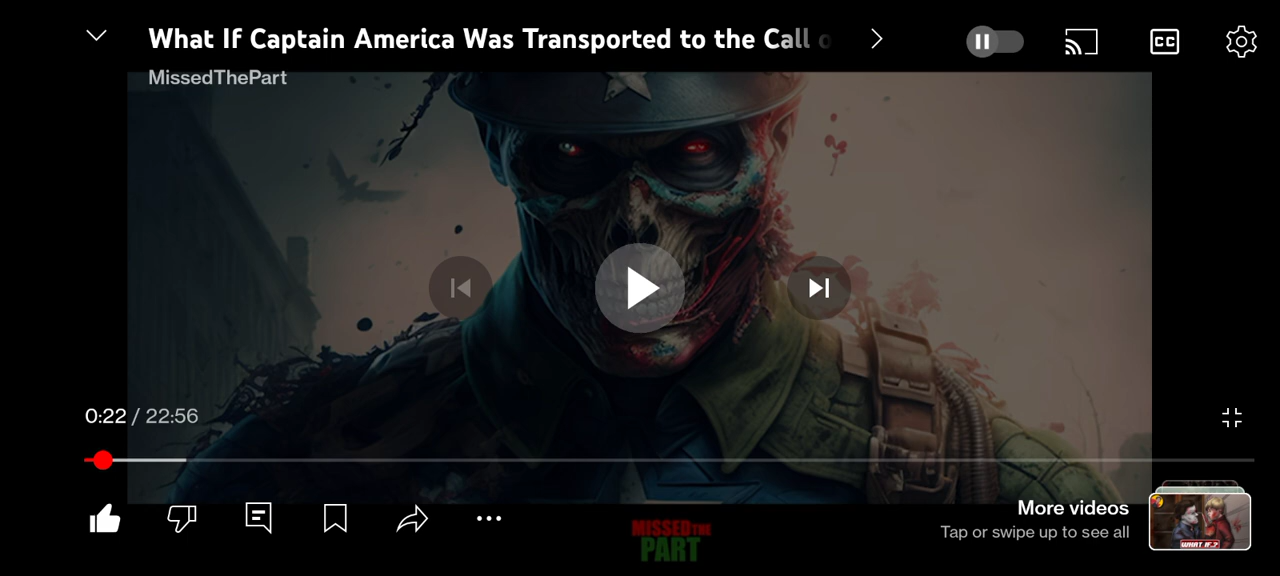 What If Captain America Was Transported to the Call o
MissedThePart
CC
0:22 / 22:56
More videos
Tap or swipe up to see all
WHAT IF..?
MISSED THE
PART